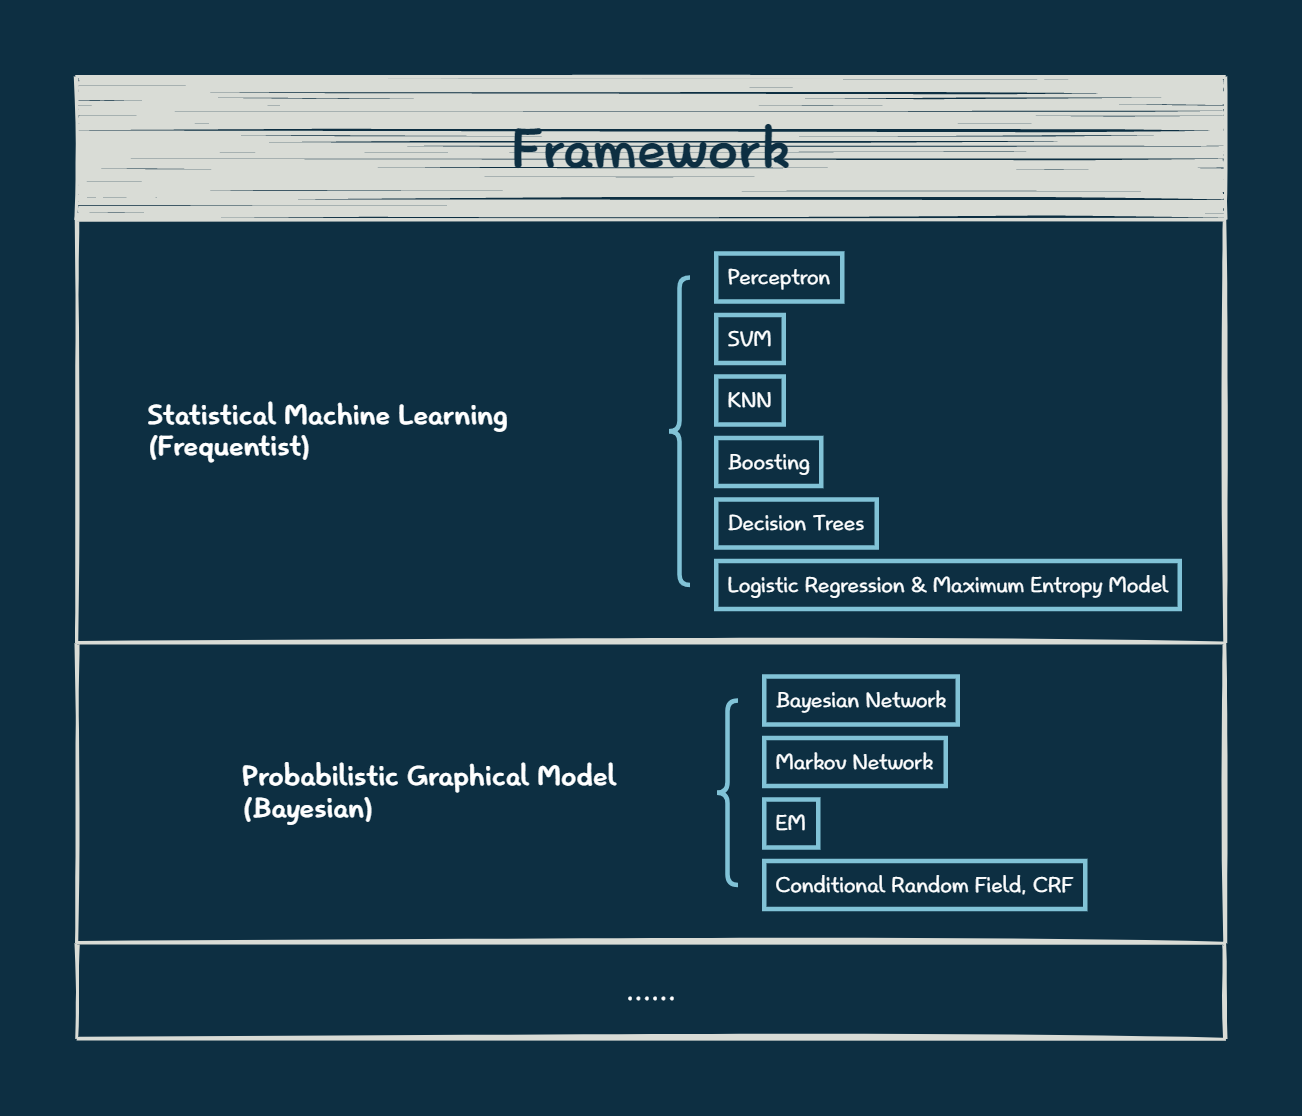 Framework
Statistical Machine Learning
(Frequentist)
Perceptron
SVM
KNN
Boosting
Decision Trees
Logistic Regression & Maximum Entropy Model
Probabilistic Graphical Model
(Bayesian)
Bayesian Network
Markov Network
EM
Conditional Random Field, CRF
......